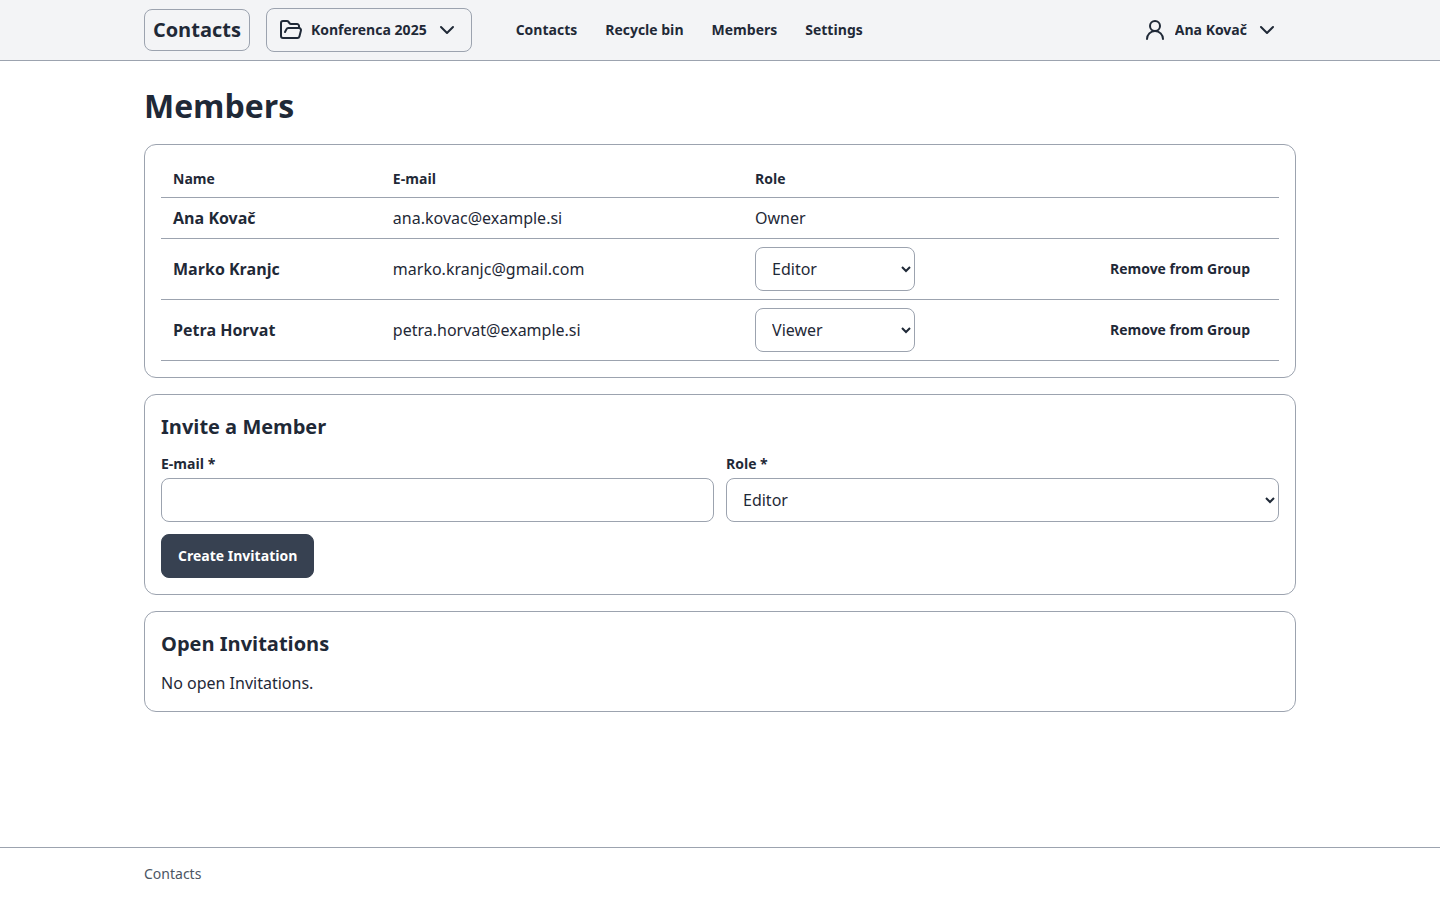 Contacts Konferenca 2025 Contacts Recycle bin Members Settings Ana Kovač
Members
Name E-mail Role
Ana Kovač ana.kovac@example.si Owner
Marko Kranjc marko.kranjc@gmail.com Editor Remove from Group
Petra Horvat petra.horvat@example.si Viewer Remove from Group
Invite a Member
E-mail * Role *
Editor
Create Invitation
Open Invitations
No open Invitations.
Contacts